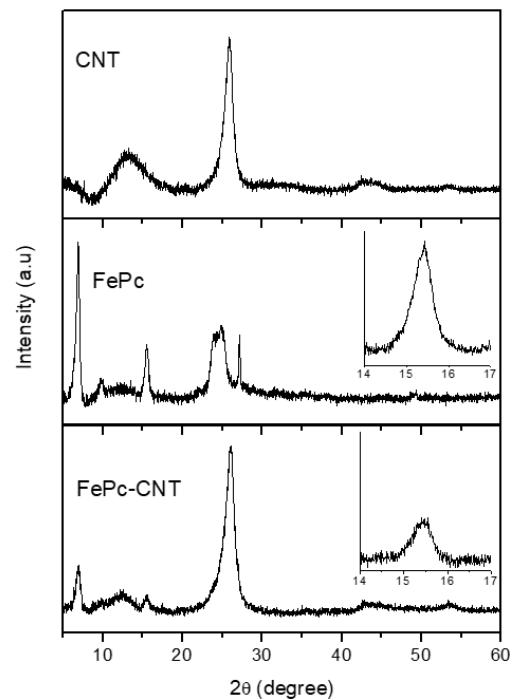 CNT
FePc
14 15 16 17
FePc-CNT
14 15 16 17
Intensity (a.u)
10 20 30 40 50 60
2θ (degree)